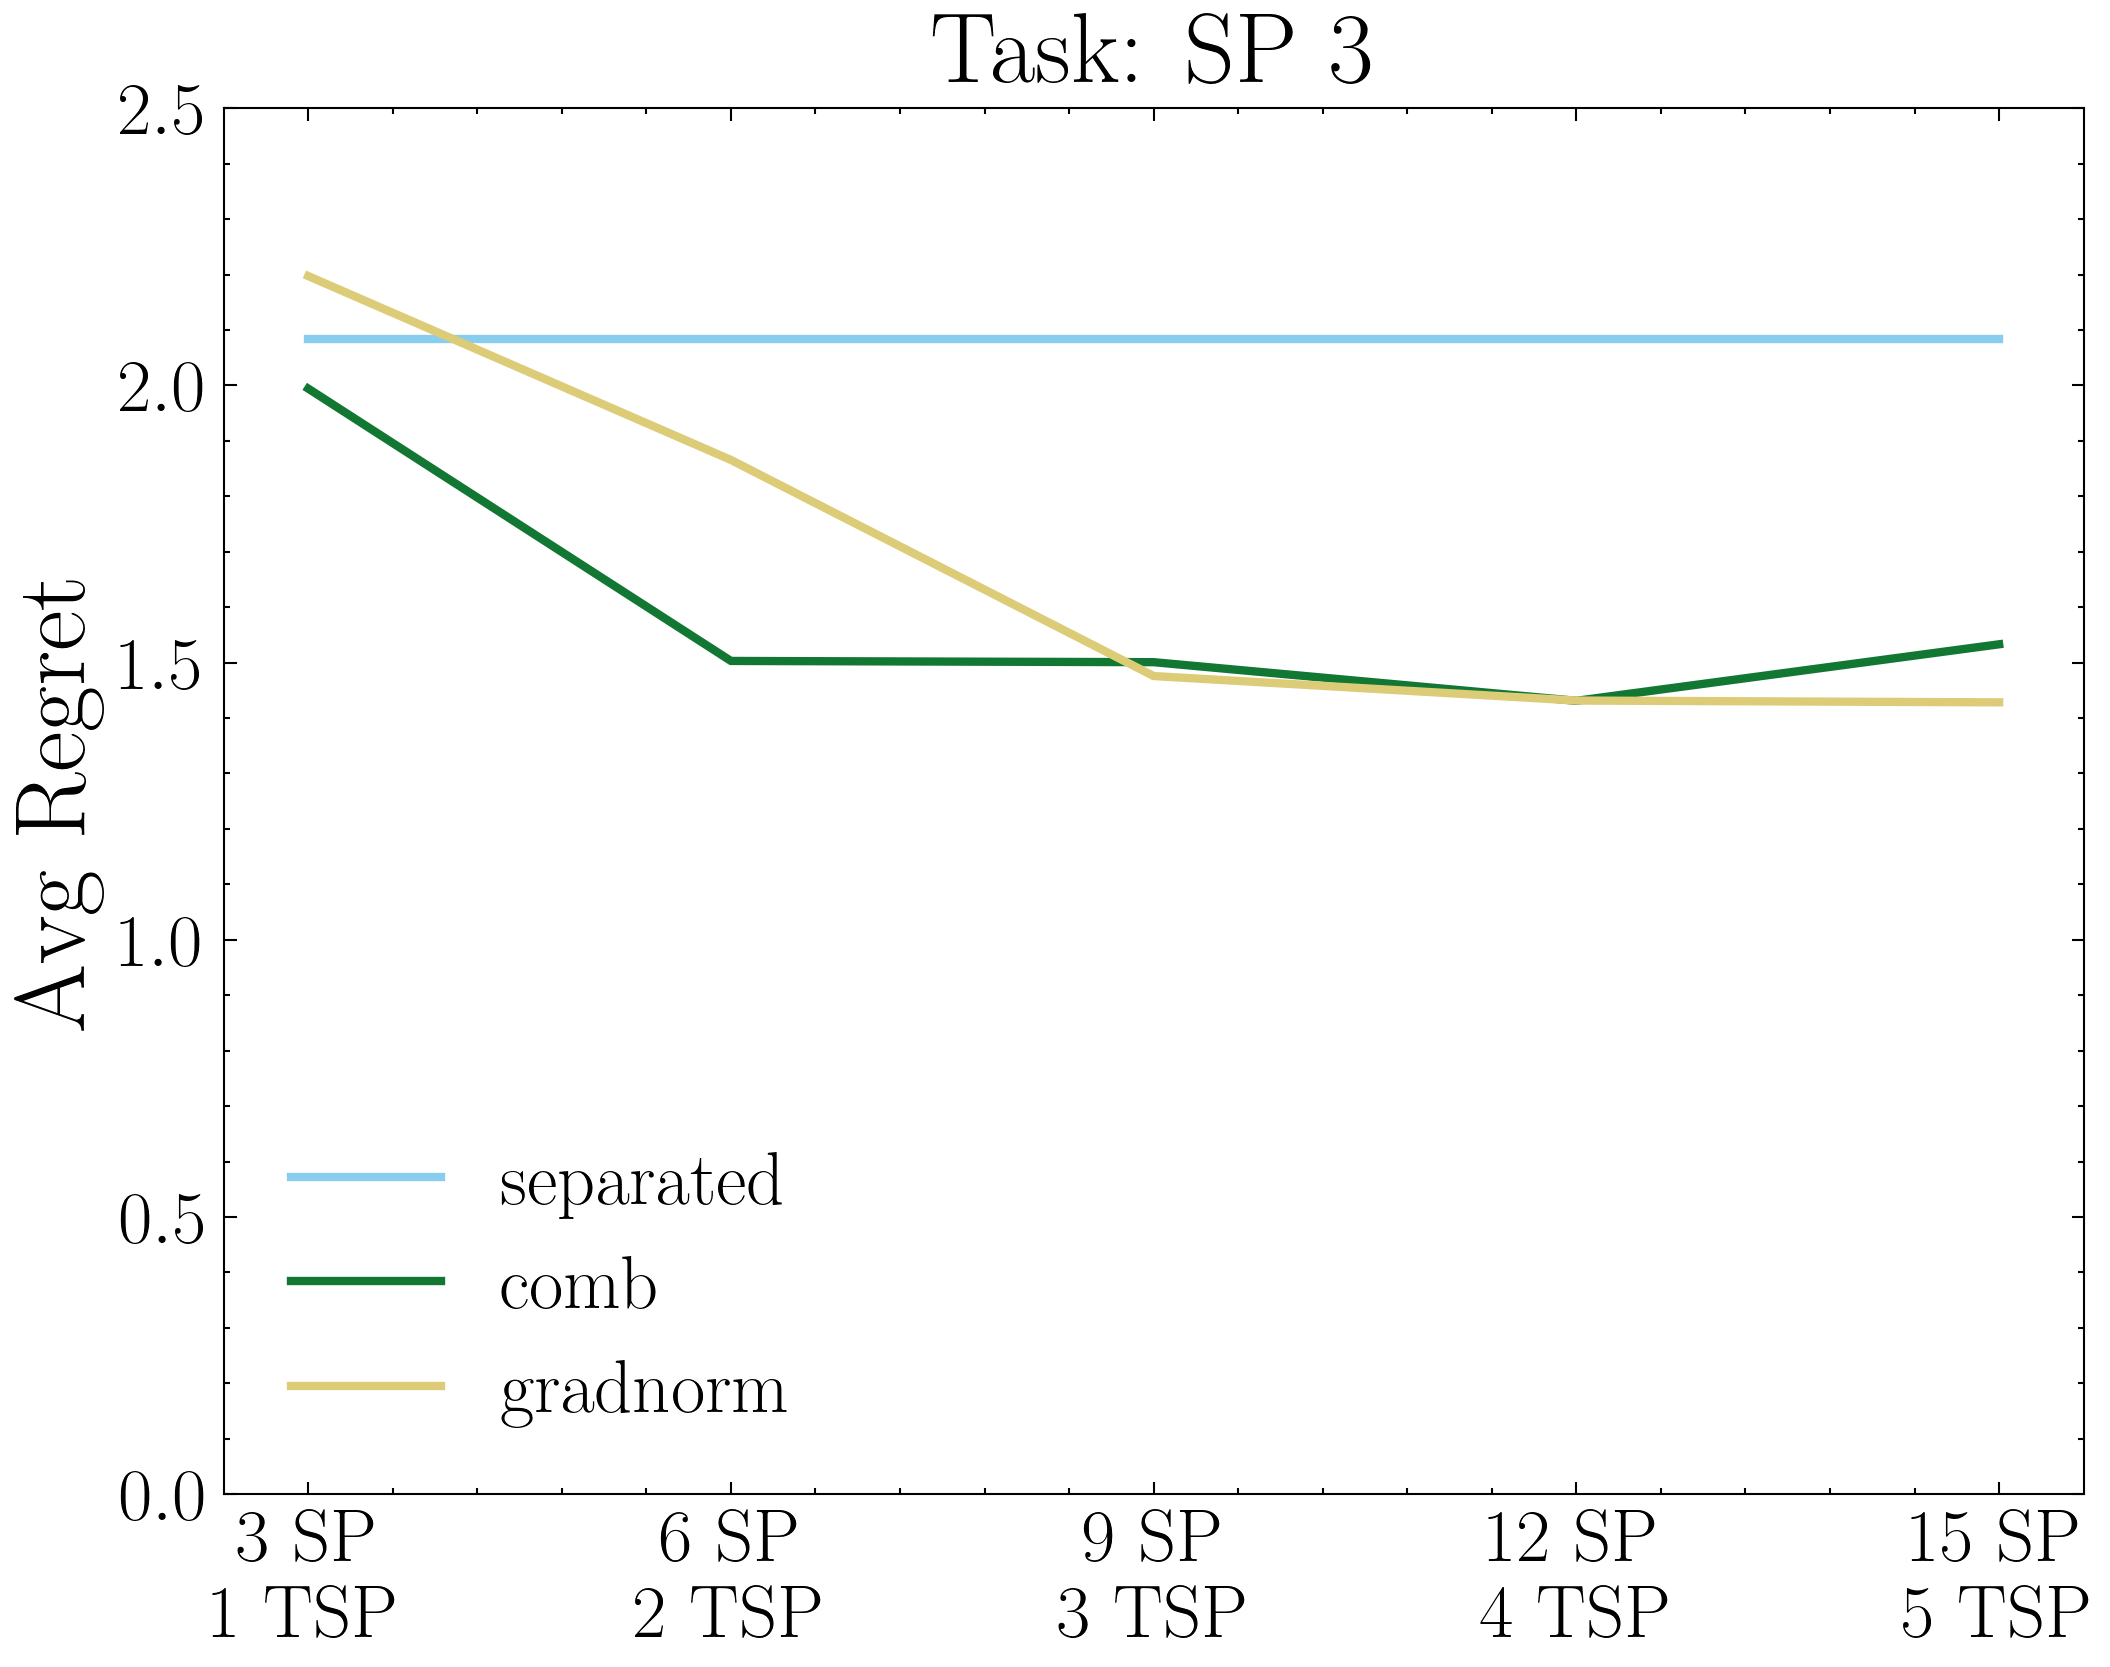 Task: SP 3
Avg Regret
2.5
2.0
1.5
1.0
0.5
0.0
separated
comb
gradnorm
3 SP 6 SP 9 SP 12 SP 15 SP
1 TSP 2 TSP 3 TSP 4 TSP 5 TSP